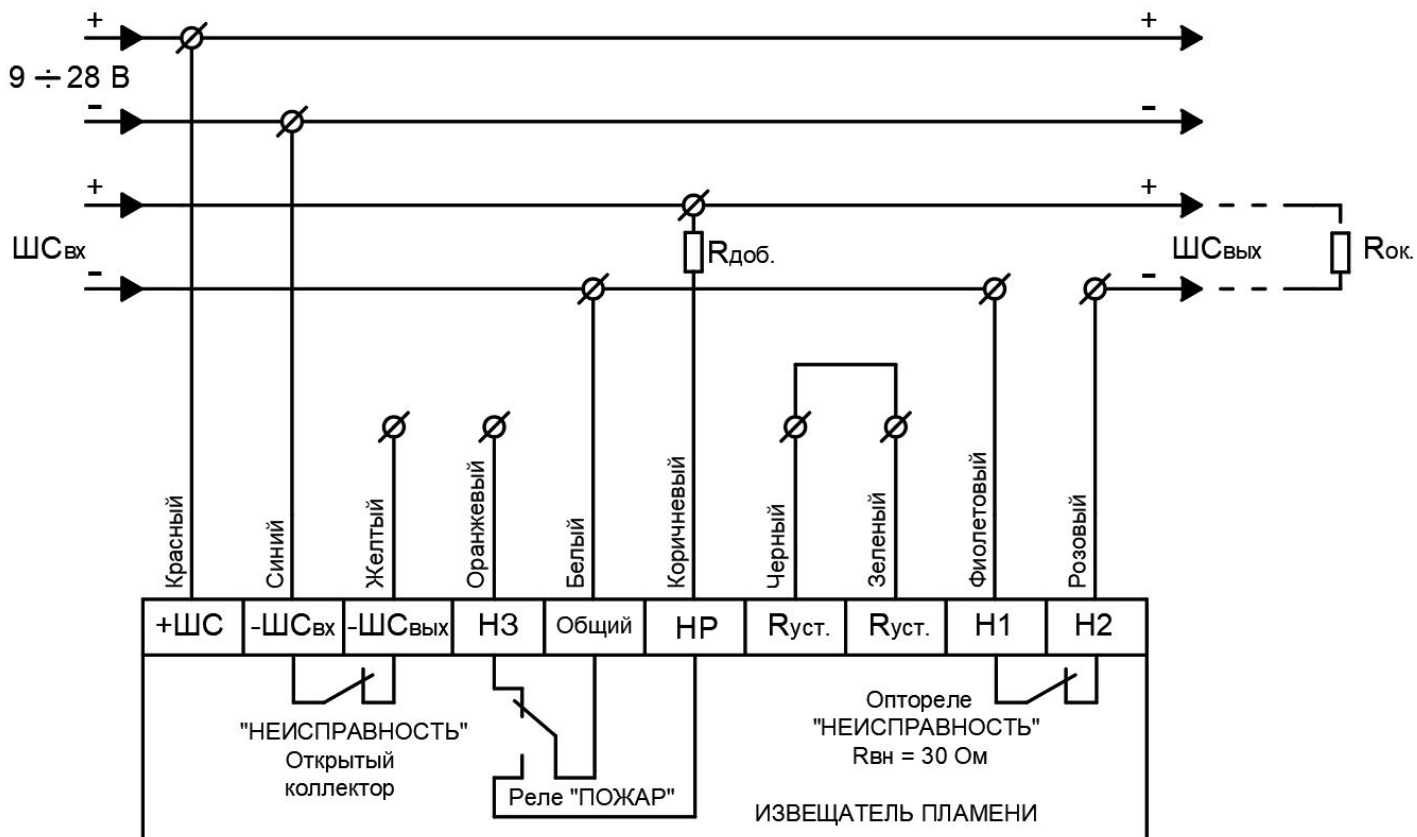 + +
9 ÷ 28 В
- -
+ +
ШСвх Rдоб. ШСвых Rок.
- -
Красный
Синий
Желтый
Оранжевый
Белый
Коричневый
Черный
Зеленый
Фиолетовый
Розовый
+ШС -ШСвх -ШСвых НЗ Общий НР Rуст. Rуст. Н1 Н2
"НЕИСПРАВНОСТЬ"
Открытый
коллектор
Реле "ПОЖАР"
Оптореле
"НЕИСПРАВНОСТЬ"
Rвн = 30 Ом
ИЗВЕЩАТЕЛЬ ПЛАМЕНИ